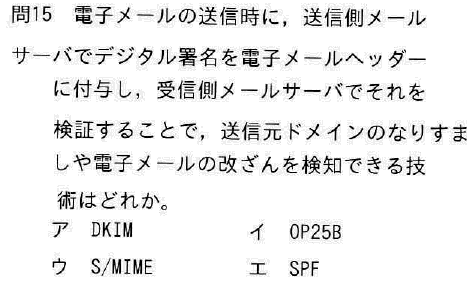 問15 電子メールの送信時に，送信側メール
サーバでデジタル署名を電子メールヘッダー
に付与し，受信側メールサーバでそれを
検証することで，送信元ドメインのなりすま
しや電子メールの改ざんを検知できる技
術はどれか。
ア DKIM イ OP25B
ウ S/MIME エ SPF